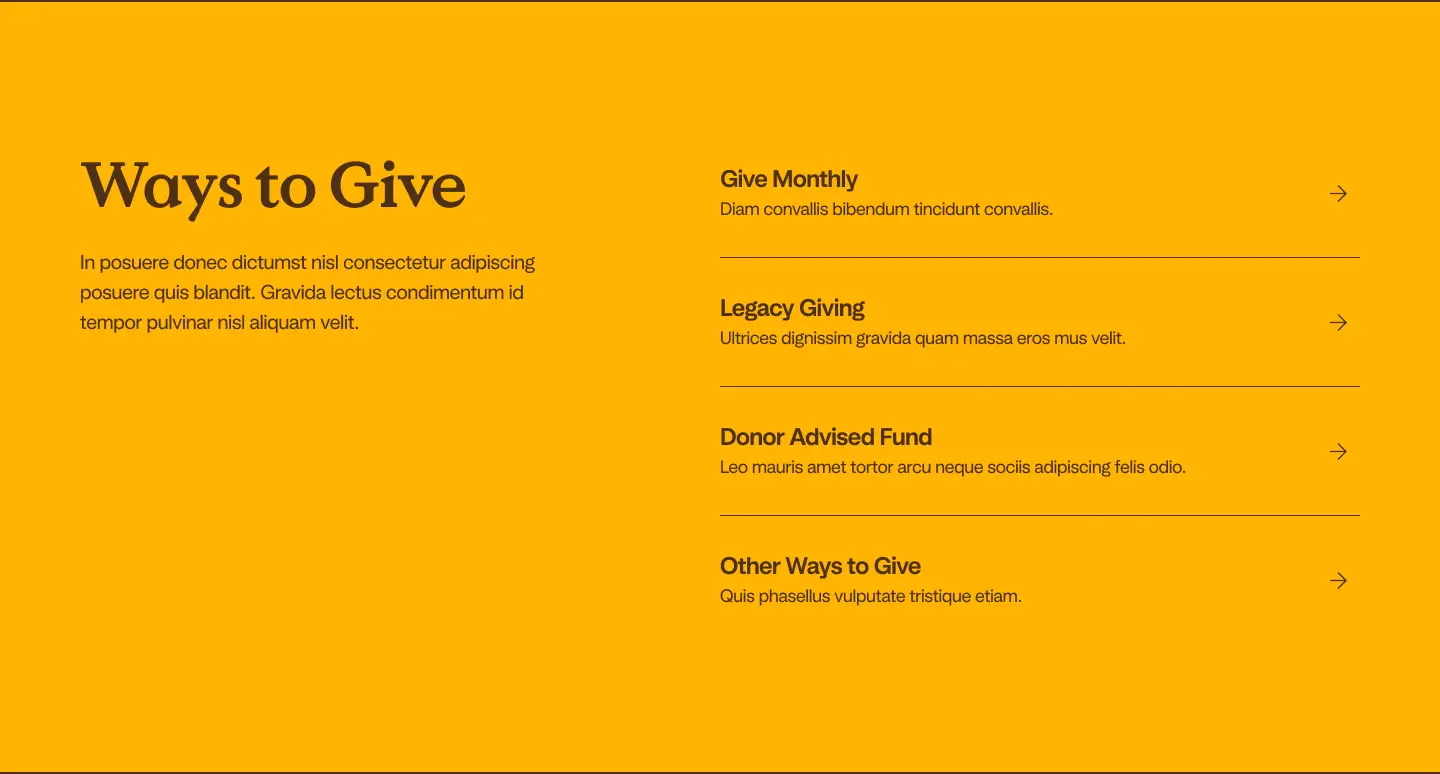 Ways to Give
In posuere donec dictumst nisl consectetur adipiscing
posuere quis blandit. Gravida lectus condimentum id
tempor pulvinar nisl aliquam velit.
Give Monthly
Diam convallis bibendum tincidunt convallis.
Legacy Giving
Ultrices dignissim gravida quam massa eros mus velit.
Donor Advised Fund
Leo mauris amet tortor arcu neque sociis adipiscing felis odio.
Other Ways to Give
Quis phasellus vulputate tristique etiam.